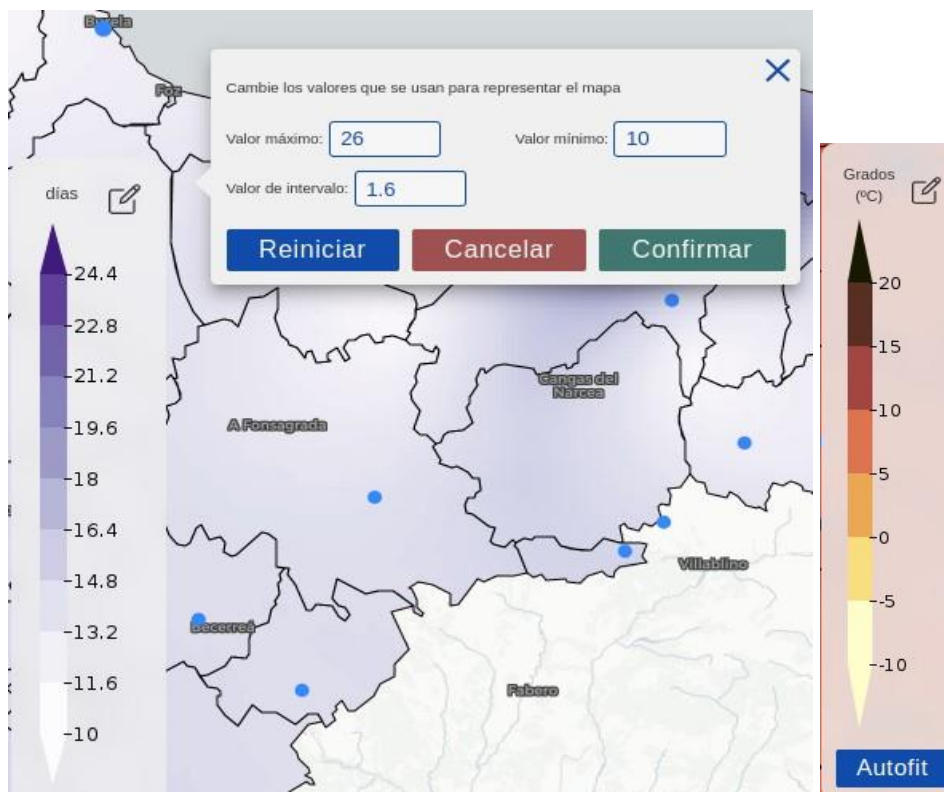 Burela
Foz
Cambie los valores que se usan para representar el mapa
Valor máximo: 26
Valor mínimo: 10
Valor de intervalo: 1.6
Reiniciar
Cancelar
Confirmar
días
24.4
22.8
21.2
19.6
18
16.4
14.8
13.2
11.6
10
Cangas del
Narcea
A Fonsagrada
Villablino
Becerreá
Fabero
Grados
(ºC)
20
15
10
5
0
-5
-10
Autofit